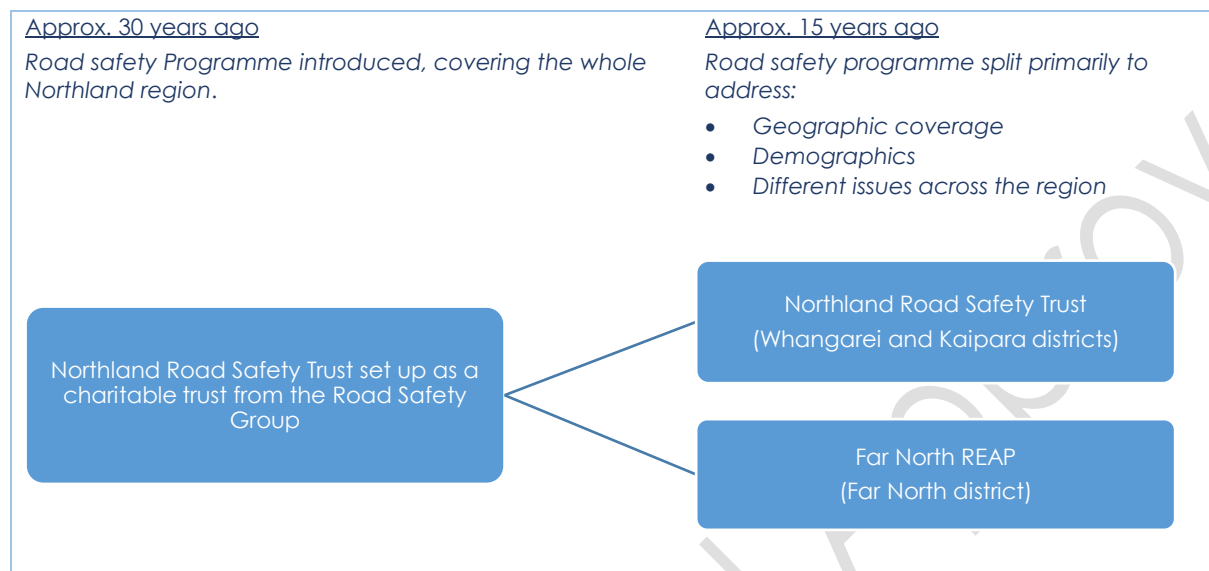 Approx. 30 years ago
Road safety Programme introduced, covering the whole
Northland region.
Approx. 15 years ago
Road safety programme split primarily to
address:
• Geographic coverage
• Demographics
• Different issues across the region
Northland Road Safety Trust set up as a
charitable trust from the Road Safety
Group
Northland Road Safety Trust
(Whangarei and Kaipara districts)
Far North REAP
(Far North district)